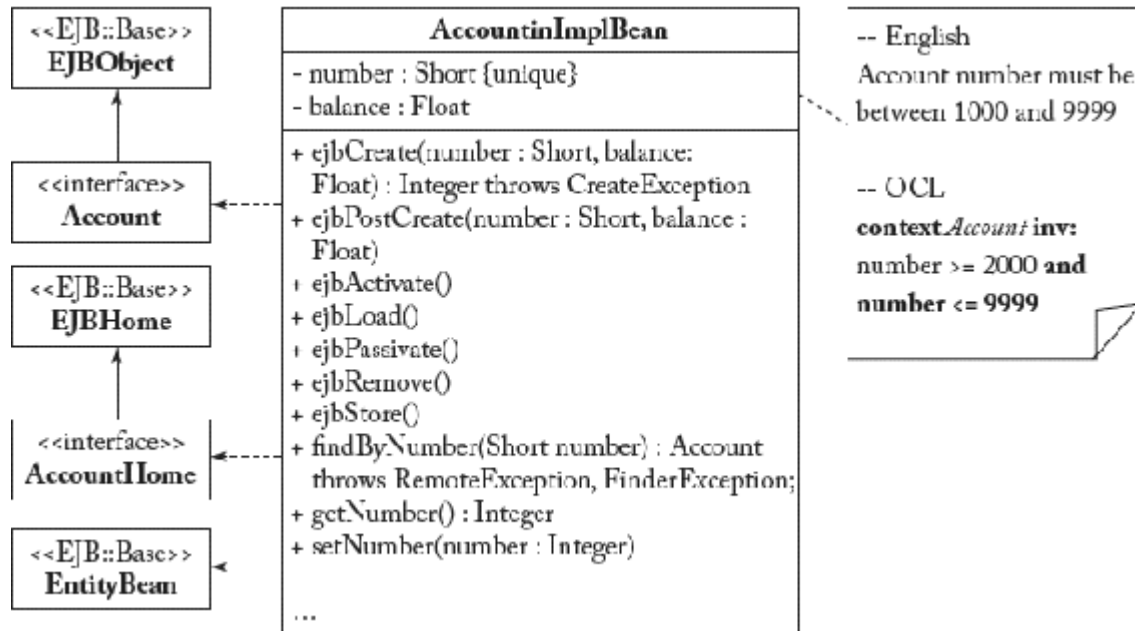 <<EJB::Base>>
EJBObject
<<interface>>
Account
<<EJB::Base>>
EJBHome
<<interface>>
AccountHome
<<EJB::Base>>
EntityBean
AccountinImplBean
- number : Short {unique}
- balance : Float
+ ejbCreate(number : Short, balance:
Float) : Integer throws CreateException
+ ejbPostCreate(number : Short, balance :
Float)
+ ejbActivate()
+ ejbLoad()
+ ejbPassivate()
+ ejbRemove()
+ ejbStore()
+ findByNumber(Short number) : Account
throws RemoteException, FinderException;
+ getNumber() : Integer
+ setNumber(number : Integer)
...
-- English
Account number must be
between 1000 and 9999
-- OCL
context Account inv:
number >= 2000 and
number <= 9999